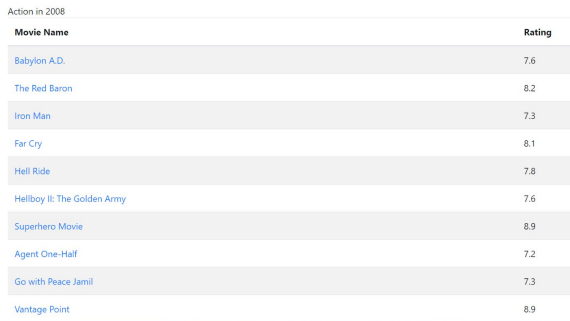 Action in 2008
Movie Name Rating
Babylon A.D. 7.6
The Red Baron 8.2
Iron Man 7.3
Far Cry 8.1
Hell Ride 7.8
Hellboy II: The Golden Army 7.6
Superhero Movie 8.9
Agent One-Half 7.2
Go with Peace Jamil 7.3
Vantage Point 8.9